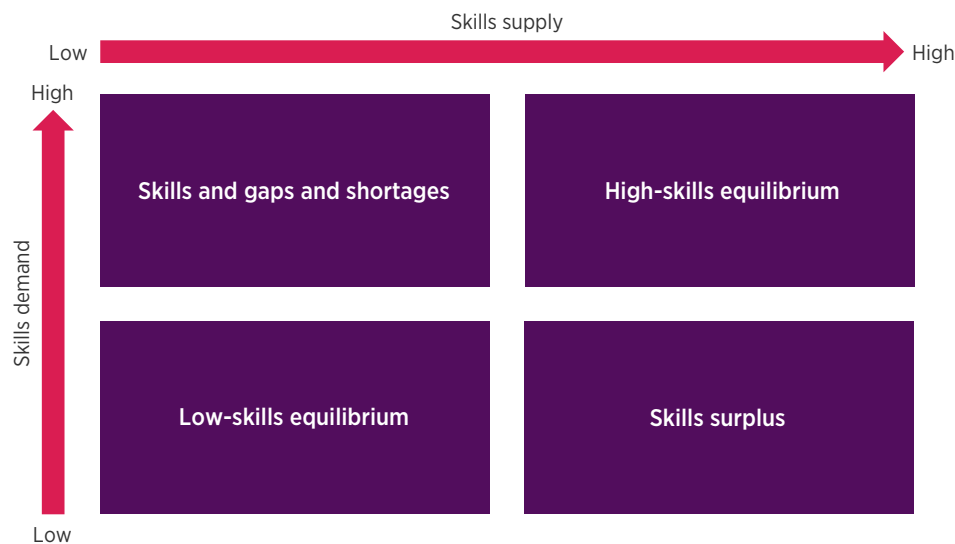 Skills supply
Low
High
High
Skills demand
Skills and gaps and shortages
High-skills equilibrium
Low-skills equilibrium
Skills surplus
Low